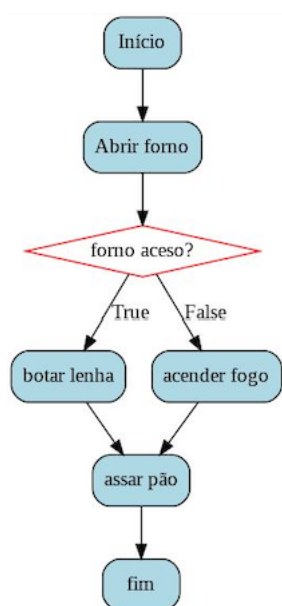 Início
Abrir forno
forno aceso?
True
False
botar lenha
acender fogo
assar pão
fim